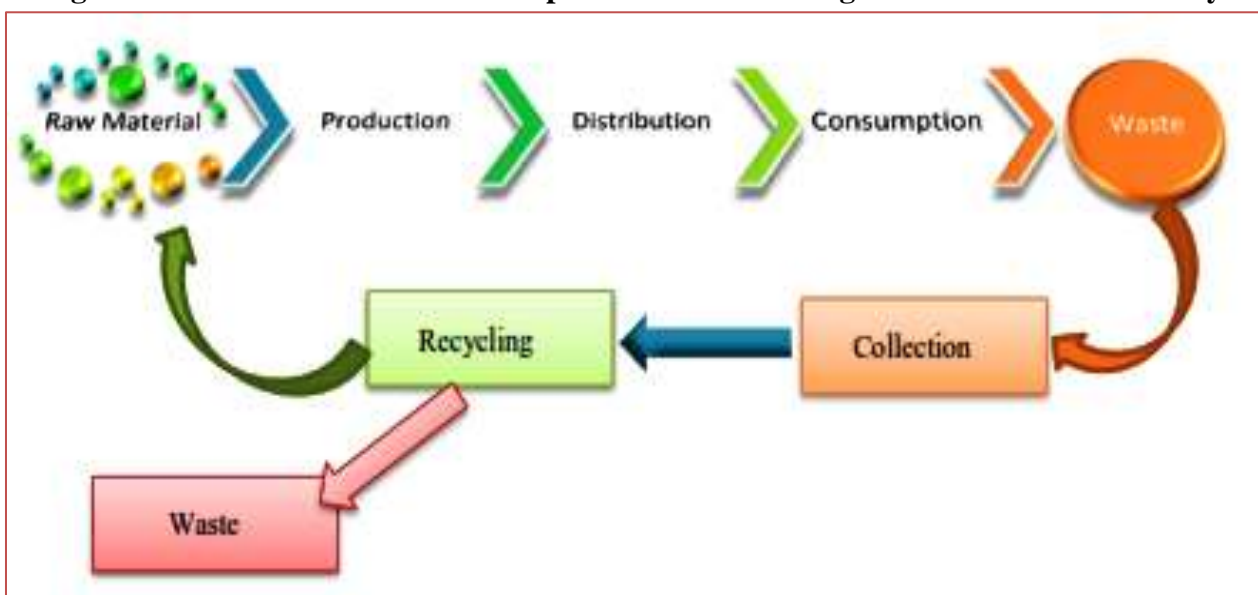 Raw Material
Production
Distribution
Consumption
Waste
Recycling
Collection
Waste